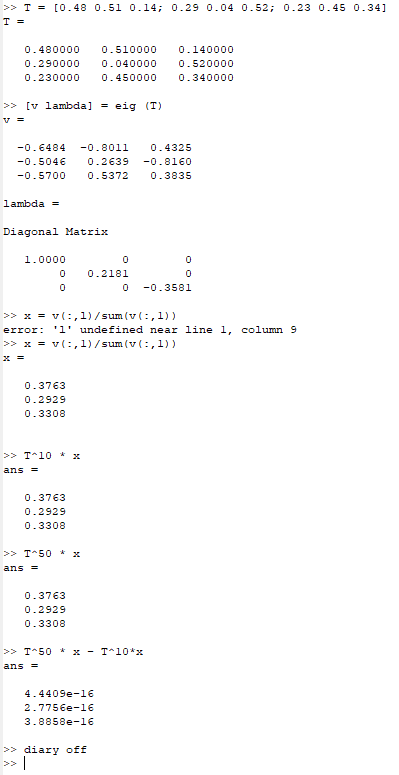 >> T = [0.48 0.51 0.14; 0.29 0.04 0.52; 0.23 0.45 0.34]
T =
0.480000 0.510000 0.140000
0.290000 0.040000 0.520000
0.230000 0.450000 0.340000
>> [v lambda] = eig (T)
v =
-0.6484 -0.8011 0.4325
-0.5046 0.2639 -0.8160
-0.5700 0.5372 0.3835
lambda =
Diagonal Matrix
1.0000 0 0
0 0.2181 0
0 0 -0.3581
>> x = v(:,l)/sum(v(:,l))
error: 'l' undefined near line 1, column 9
>> x = v(:,1)/sum(v(:,1))
x =
0.3763
0.2929
0.3308
>> T^10 * x
ans =
0.3763
0.2929
0.3308
>> T^50 * x
ans =
0.3763
0.2929
0.3308
>> T^50 * x - T^10*x
ans =
4.4409e-16
2.7756e-16
3.8858e-16
>> diary off
>>